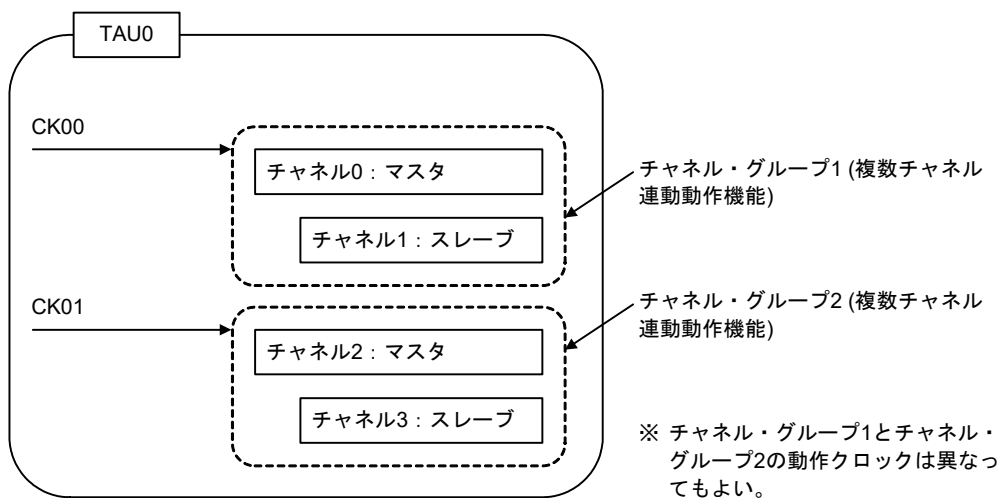 TAU0
CK00
チャネル0：マスタ
チャネル1：スレーブ
チャネル・グループ1 (複数チャネル
連動動作機能)
CK01
チャネル2：マスタ
チャネル3：スレーブ
チャネル・グループ2 (複数チャネル
連動動作機能)
※ チャネル・グループ1とチャネル・
グループ2の動作クロックは異なっ
てもよい。